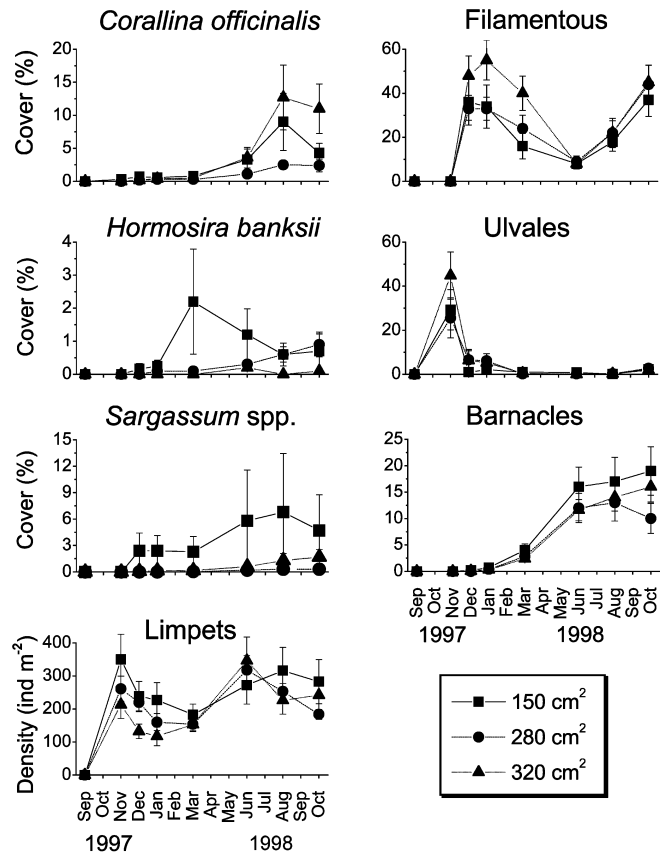 Corallina officinalis
Filamentous
Cover (%)
20
15
10
5
0
60
40
20
0
Hormosira banksii
Ulvales
Cover (%)
4
3
2
1
0
60
40
20
0
Sargassum spp.
Barnacles
Cover (%)
15
12
9
6
3
0
25
20
15
10
5
0
Sep Oct Nov Dec Jan Feb Mar Apr May Jun Jul Aug Sep Oct
1997 1998
Limpets
Density (ind m-2)
400
300
200
100
0
Sep Oct Nov Dec Jan Feb Mar Apr May Jun Jul Aug Sep Oct
1997 1998
150 cm2
280 cm2
320 cm2